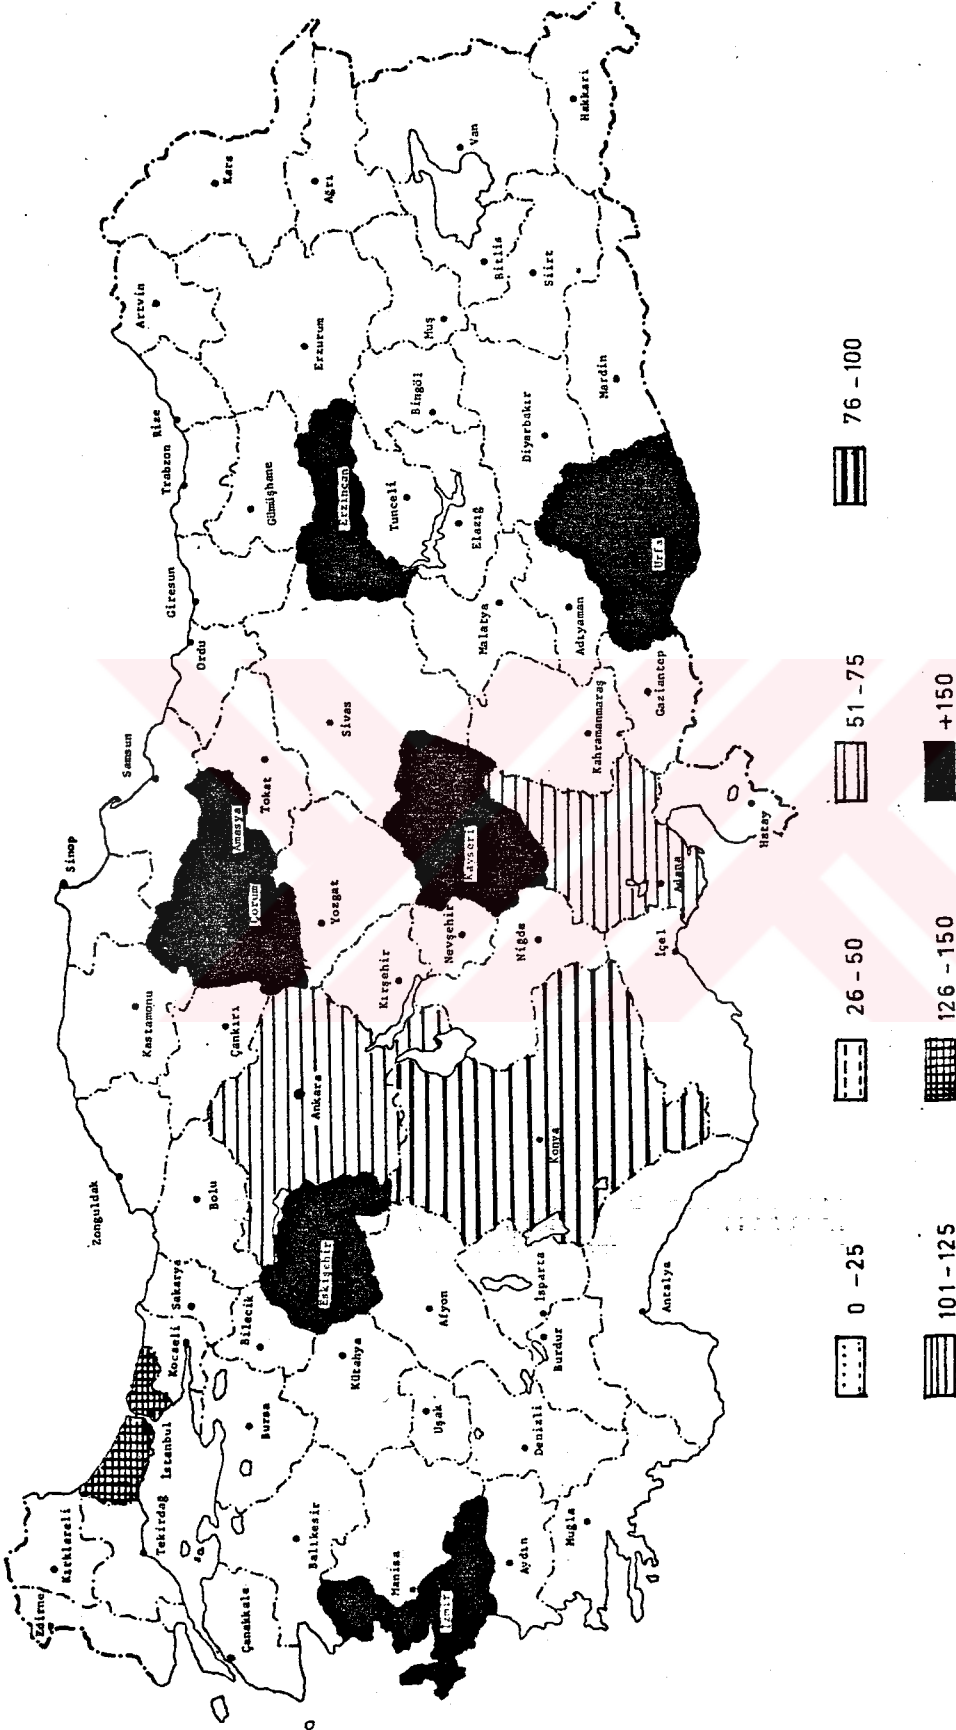 Edirne
Kırklareli
Tekirdağ
İstanbul
Kocaeli
Sakarya
Zonguldak
Bolu
Kastamonu
Çankırı
Sinop
Samsun
Çorum
Amasya
Tokat
Ordu
Giresun
Trabzon
Rize
Artvin
Gümüşhane
Kars
Ağrı
Erzurum
Erzincan
Çanakkale
Balıkesir
Bursa
Bilecik
Kütahya
Eskişehir
Ankara
Kırşehir
Yozgat
Sivas
Tunceli
Bingöl
Muş
Van
Bitlis
Siirt
Hakkari
Manisa
İzmir
Uşak
Afyon
Konya
Nevşehir
Niğde
Kayseri
Malatya
Elazığ
Diyarbakır
Mardin
Aydın
Muğla
Denizli
Burdur
Isparta
Antalya
İçel
Adana
Kahramanmaraş
Adıyaman
Gaziantep
Urfa
Hatay
0-25
26-50
51-75
76-100
101-125
126-150
+150